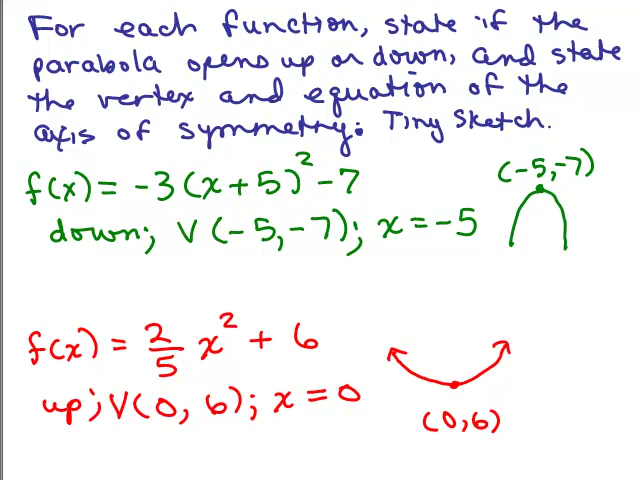 For each function, state if the
parabola opens up or down, and state
the vertex and equation of the
axis of symmetry. Tiny Sketch.
f(x) = -3(x+5)² - 7
(-5,-7)
down; V(-5,-7); x = -5
f(x) = 2/5 x² + 6
up; V(0, 6); x = 0
(0,6)